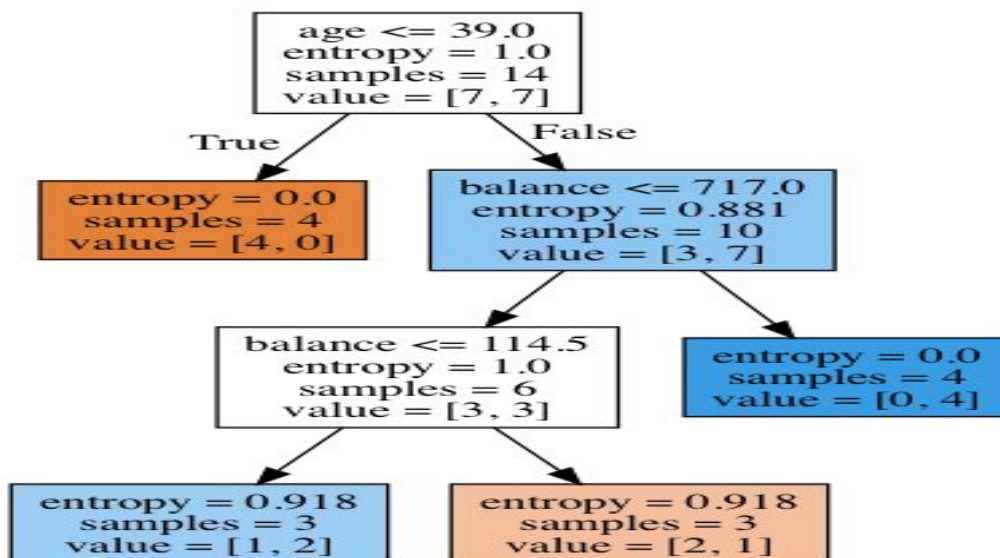 age <= 39.0
entropy = 1.0
samples = 14
value = [7, 7]
True
False
entropy = 0.0
samples = 4
value = [4, 0]
balance <= 717.0
entropy = 0.881
samples = 10
value = [3, 7]
balance <= 114.5
entropy = 1.0
samples = 6
value = [3, 3]
entropy = 0.0
samples = 4
value = [0, 4]
entropy = 0.918
samples = 3
value = [1, 2]
entropy = 0.918
samples = 3
value = [2, 1]